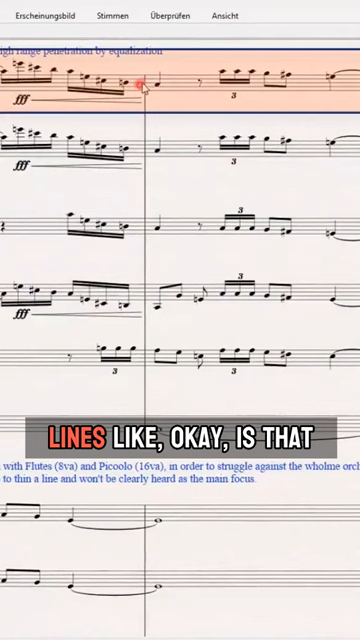 Erscheinungsbild Stimmen Überprüfen Ansicht
igh range penetration by equalization
fff
3
fff
3
3
fff
3
3
3
LINES LIKE, OKAY, IS THAT
with Flutes (8va) and Picoolo (16va), in order to struggle against the wholme orc
to thin a line and won't be clearly heard as the main focus.